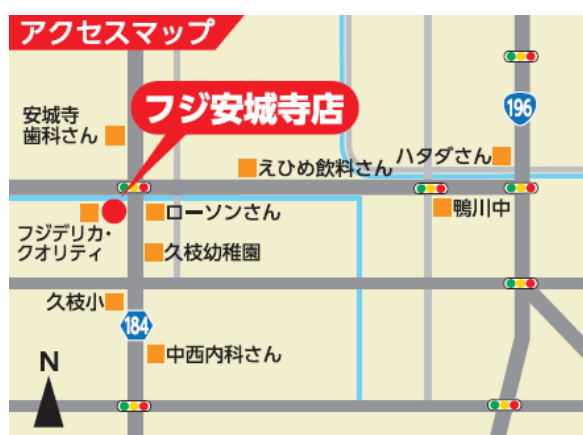 アクセスマップ
フジ安城寺店
196
安城寺
歯科さん
えひめ飲料さん
ハタダさん
ローソンさん
鴨川中
フジデリカ・
クオリティ
久枝幼稚園
久枝小
184
中西内科さん
N